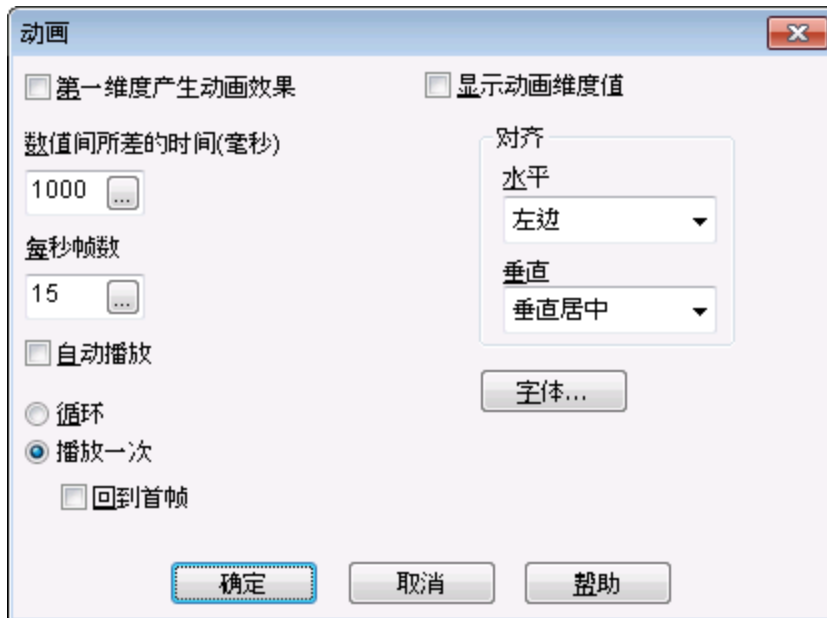 动画
第一维度产生动画效果
显示动画维度值
数值间所差的时间(毫秒)
1000 ...
每秒帧数
15 ...
自动播放
循环
播放一次
回到首帧
对齐
水平
左边
垂直
垂直居中
字体...
确定
取消
帮助